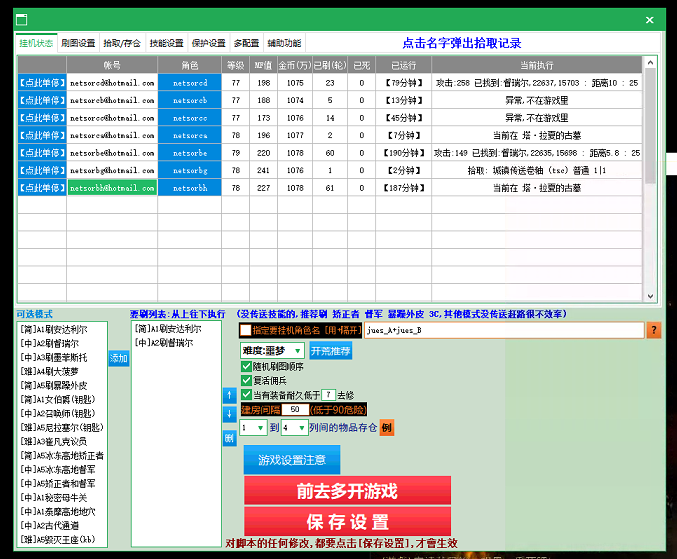 挂机状态 刷图设置 拾取/存仓 技能设置 保护设置 多配置 辅助功能 点击名字弹出拾取记录
帐号 角色 等级 MF值 金币(万) 已刷(轮) 已死 已运行 当前执行
【点此单停】 netsorcd@hotmail.com netsorcd 77 198 1075 23 0 【79分钟】 攻击:258 已找到:督瑞尔,22637,15703 : 距离10 : 25
【点此单停】 netsorcb@hotmail.com netsorcb 77 188 1074 5 0 【13分钟】 异常,不在游戏里
【点此单停】 netsorcc@hotmail.com netsorcc 77 173 1076 14 0 【45分钟】 异常,不在游戏里
【点此单停】 netsorca@hotmail.com netsorca 78 196 1077 2 0 【7分钟】 当前在 塔·拉夏的古墓
【点此单停】 netsorbe@hotmail.com netsorbe 79 220 1078 60 0 【190分钟】 攻击:149 已找到:督瑞尔,22635,15698 : 距离5.8 : 25
【点此单停】 netsorbg@hotmail.com netsorbg 78 241 1076 1 0 【2分钟】 拾取: 城镇传送卷轴 (tsc) 普通 1|1
【点此单停】 netsorbh@hotmail.com netsorbh 78 227 1078 61 0 【187分钟】 当前在 塔·拉夏的古墓
可选模式 要刷列表:从上往下执行 (没传送技能的,推荐刷 矫正者 督军 暴躁外皮 3C,其他模式没传送赶路很不效率)
[简]A1刷安达利尔
[中]A2刷督瑞尔
[中]A3刷墨菲斯托
[难]A4刷大菠萝
[简]A5刷暴躁外皮
[简]A1女伯爵(钥匙)
[中]A2召唤师(钥匙)
[难]A5尼拉塞尔(钥匙)
[难]A3崔凡克议员
[简]A5冰冻高地矫正者
[中]A5冰冻高地督军
[简]A5矫正者和督军
[中]A1秘密母牛关
[中]A1泰摩高地地穴
[中]A2古代通道
[难]A5毁灭王座(kb)
添加
[简]A1刷安达利尔
[中]A2刷督瑞尔
↑
↓
删
指定要挂机角色名 [用+隔开] jues_A+jues_B ?
难度:噩梦 开荒推荐
随机刷图顺序
复活佣兵
当有装备耐久低于 7 去修
建房间隔 50 (低于90危险)
1 到 4 列间的物品存仓 例
游戏设置注意
前去多开游戏
保存设置
对脚本的任何修改,都要点击[保存设置],才會生效